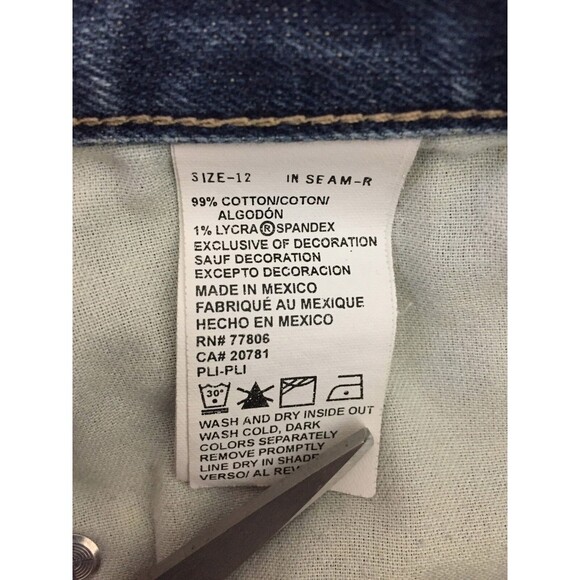 SIZE-12 IN SEAM-R
99% COTTON/COTON/
ALGODÓN
1% LYCRA®SPANDEX
EXCLUSIVE OF DECORATION
SAUF DECORATION
EXCEPTO DECORACION
MADE IN MEXICO
FABRIQUÉ AU MEXIQUE
HECHO EN MEXICO
RN# 77806
CA# 20781
PLI-PLI
30°
WASH AND DRY INSIDE OUT
WASH COLD, DARK
COLORS SEPARATELY
REMOVE PROMPTLY
LINE DRY IN SHADE
VERSO/ AL